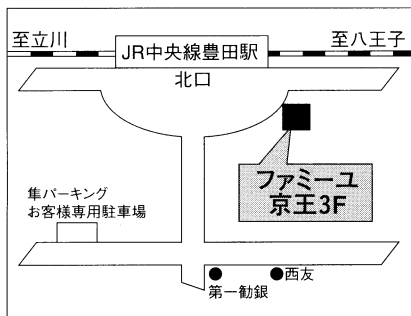 至立川
JR中央線豊田駅
至八王子
北口
ファミーユ
京王3F
隼パーキング
お客様専用駐車場
西友
第一勧銀